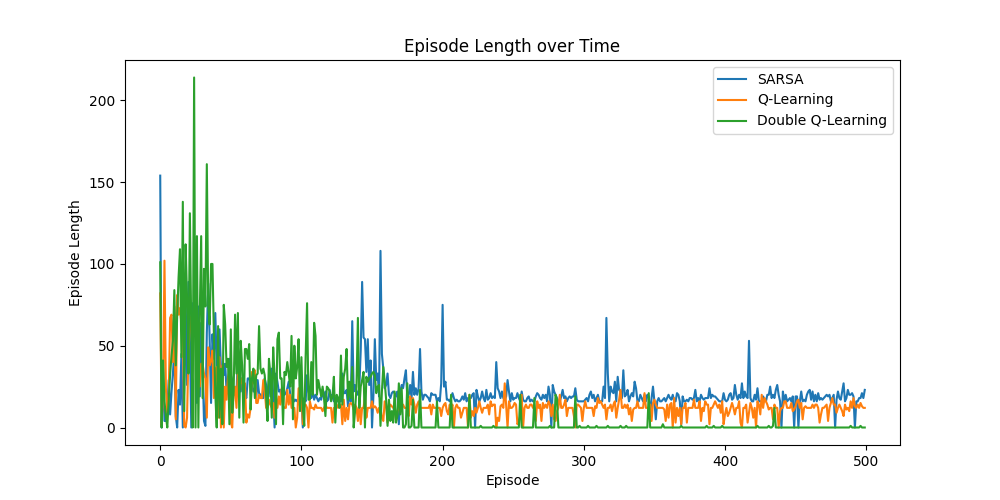 Episode Length over Time
SARSA
Q-Learning
Double Q-Learning
Episode Length
200
150
100
50
0
0 100 200 300 400 500
Episode